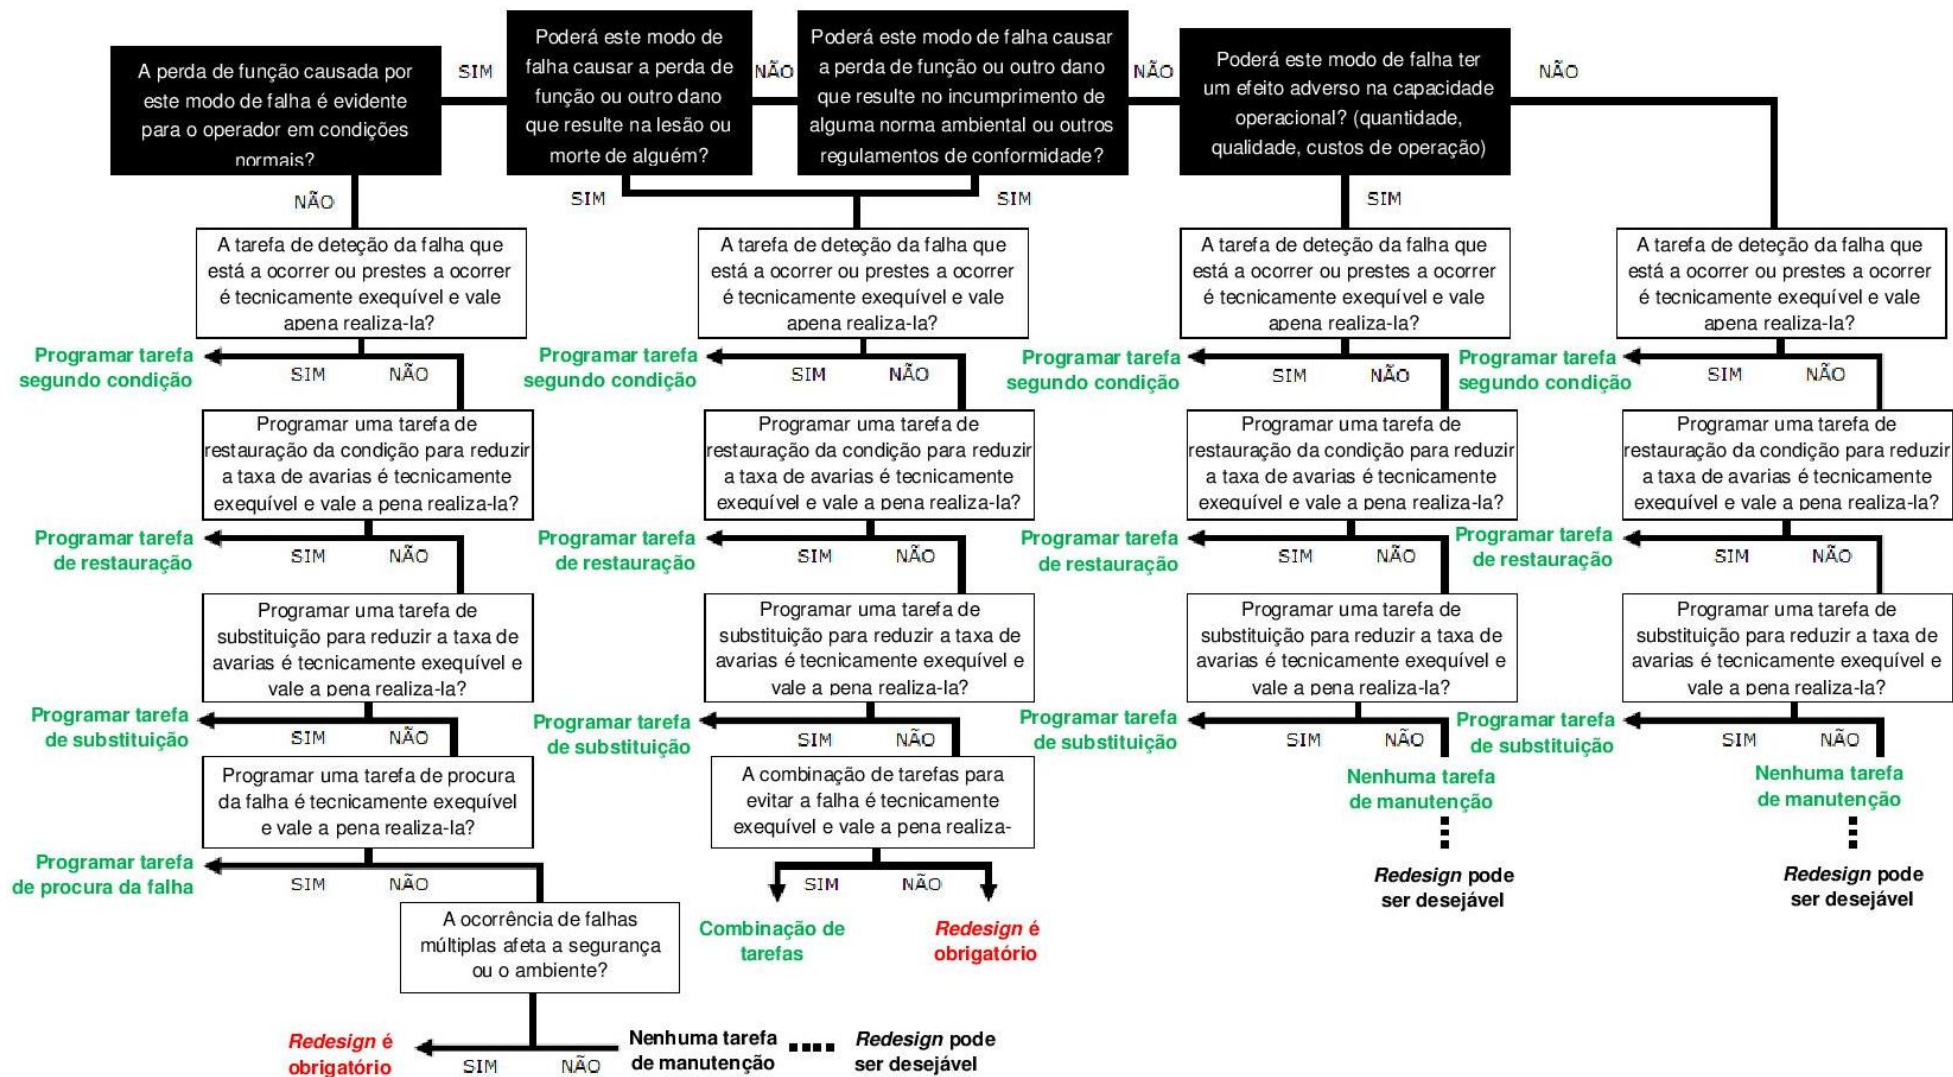 A perda de função causada por
este modo de falha é evidente
para o operador em condições
normais?
SIM
Poderá este modo de
falha causar a perda de
função ou outro dano
que resulte na lesão ou
morte de alguém?
NÃO
Poderá este modo de falha causar
a perda de função ou outro dano
que resulte no incumprimento de
alguma norma ambiental ou outros
regulamentos de conformidade?
NÃO
Poderá este modo de falha ter
um efeito adverso na capacidade
operacional? (quantidade,
qualidade, custos de operação)
NÃO
NÃO
SIM
SIM
SIM
A tarefa de deteção da falha que
está a ocorrer ou prestes a ocorrer
é tecnicamente exequível e vale
apena realiza-la?
A tarefa de deteção da falha que
está a ocorrer ou prestes a ocorrer
é tecnicamente exequível e vale
apena realiza-la?
A tarefa de deteção da falha que
está a ocorrer ou prestes a ocorrer
é tecnicamente exequível e vale
apena realiza-la?
A tarefa de deteção da falha que
está a ocorrer ou prestes a ocorrer
é tecnicamente exequível e vale
apena realiza-la?
Programar tarefa
segundo condição
SIM NÃO
Programar tarefa
segundo condição
SIM NÃO
Programar tarefa
segundo condição
SIM NÃO
Programar tarefa
segundo condição
SIM NÃO
Programar uma tarefa de
restauração da condição para reduzir
a taxa de avarias é tecnicamente
exequível e vale a pena realiza-la?
Programar uma tarefa de
restauração da condição para reduzir
a taxa de avarias é tecnicamente
exequível e vale a pena realiza-la?
Programar uma tarefa de
restauração da condição para reduzir
a taxa de avarias é tecnicamente
exequível e vale a pena realiza-la?
Programar uma tarefa de
restauração da condição para reduzir
a taxa de avarias é tecnicamente
exequível e vale a pena realiza-la?
Programar tarefa
de restauração
SIM NÃO
Programar tarefa
de restauração
SIM NÃO
Programar tarefa
de restauração
SIM NÃO
Programar tarefa
de restauração
SIM NÃO
Programar uma tarefa de
substituição para reduzir a taxa de
avarias é tecnicamente exequível e
vale a pena realiza-la?
Programar uma tarefa de
substituição para reduzir a taxa de
avarias é tecnicamente exequível e
vale a pena realiza-la?
Programar uma tarefa de
substituição para reduzir a taxa de
avarias é tecnicamente exequível e
vale a pena realiza-la?
Programar uma tarefa de
substituição para reduzir a taxa de
avarias é tecnicamente exequível e
vale a pena realiza-la?
Programar tarefa
de substituição
SIM NÃO
Programar tarefa
de substituição
SIM NÃO
Programar tarefa
de substituição
SIM NÃO
Programar tarefa
de substituição
SIM NÃO
Programar uma tarefa de procura
da falha é tecnicamente exequível
e vale a pena realiza-la?
A combinação de tarefas para
evitar a falha é tecnicamente
exequível e vale a pena realiza-
Nenhuma tarefa
de manutenção
Nenhuma tarefa
de manutenção
Programar tarefa
de procura da falha
SIM NÃO
SIM NÃO
Redesign pode
ser desejável
Redesign pode
ser desejável
A ocorrência de falhas
múltiplas afeta a segurança
ou o ambiente?
Combinação de
tarefas
Redesign é
obrigatório
Redesign é
obrigatório
SIM NÃO
Nenhuma tarefa
de manutenção
Redesign pode
ser desejável